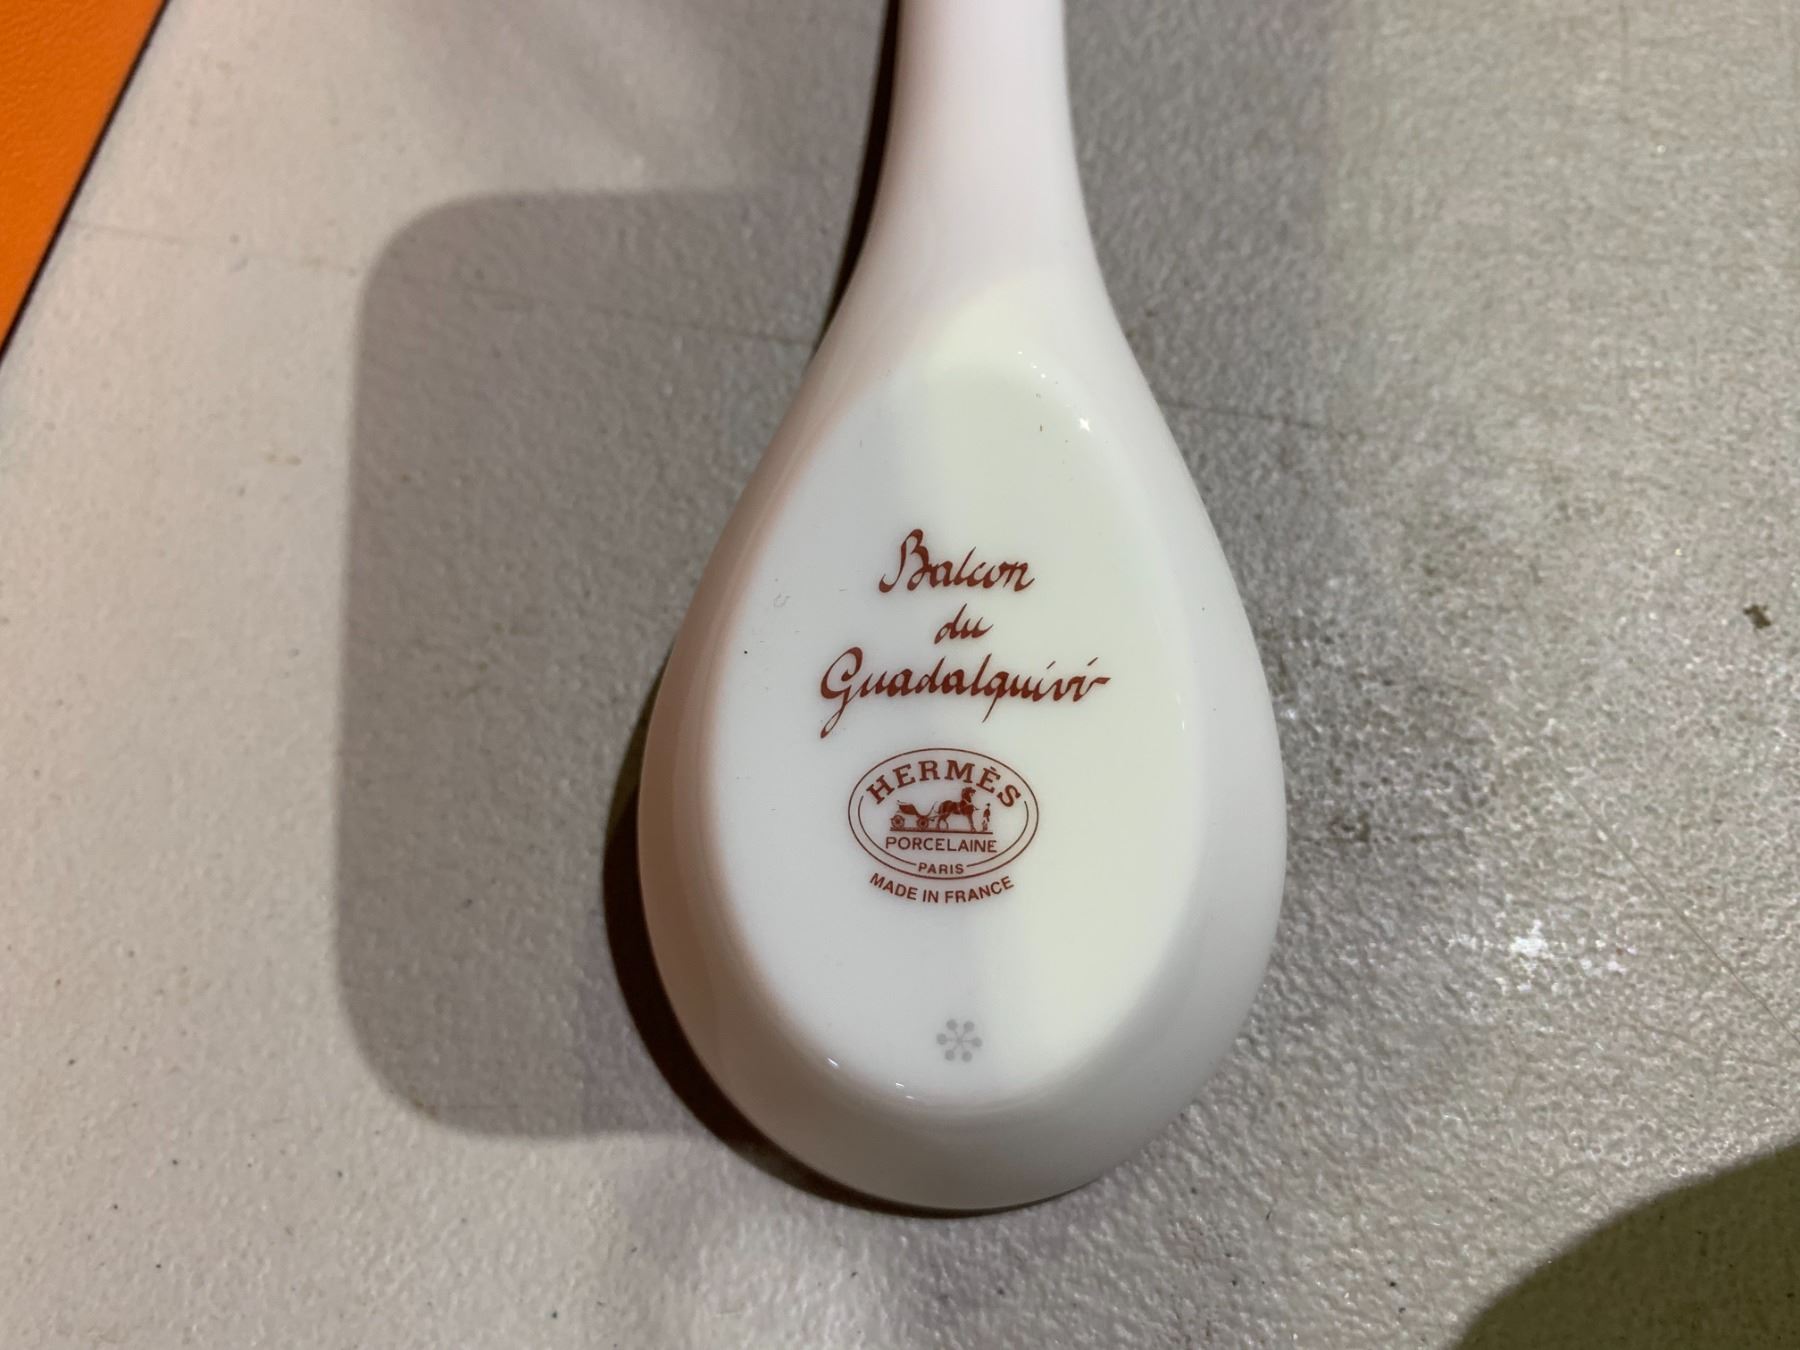 Balcon
du
Guadalquivir
HERMÈS
PORCELAINE
PARIS
MADE IN FRANCE